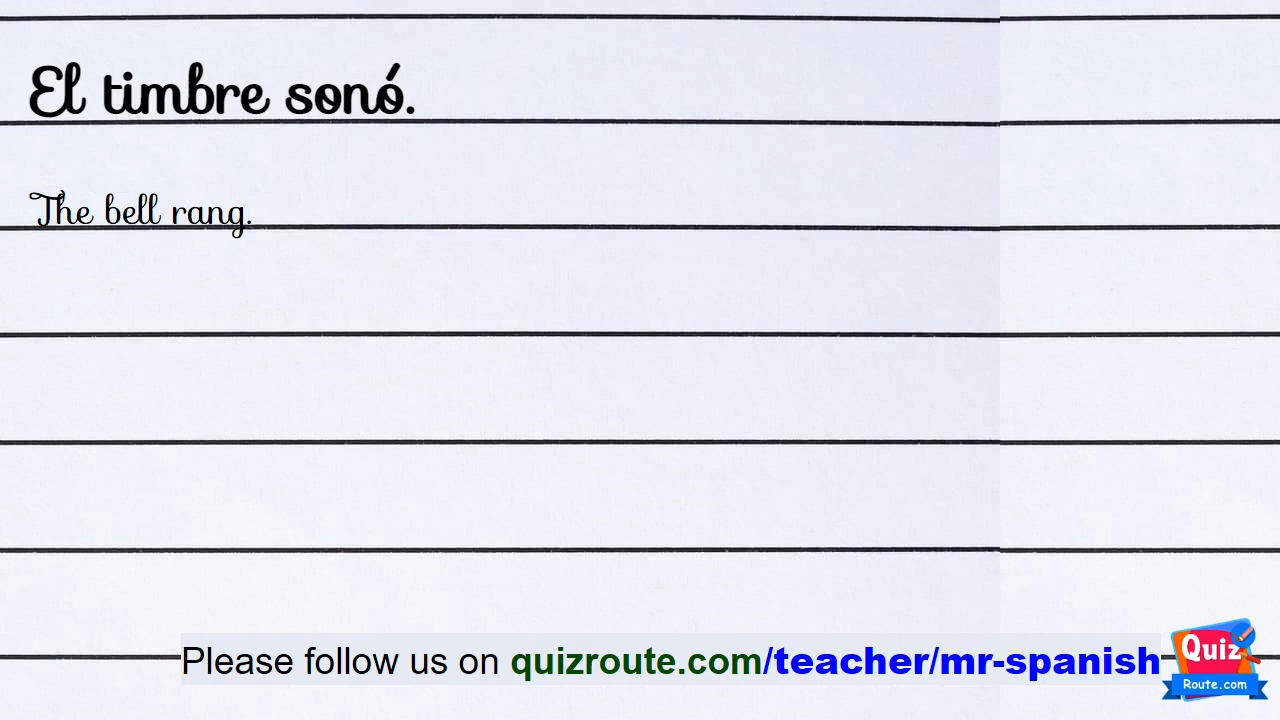 El timbre sonó.
The bell rang.
Please follow us on quizroute.com/teacher/mr-spanish
Quiz
Route.com